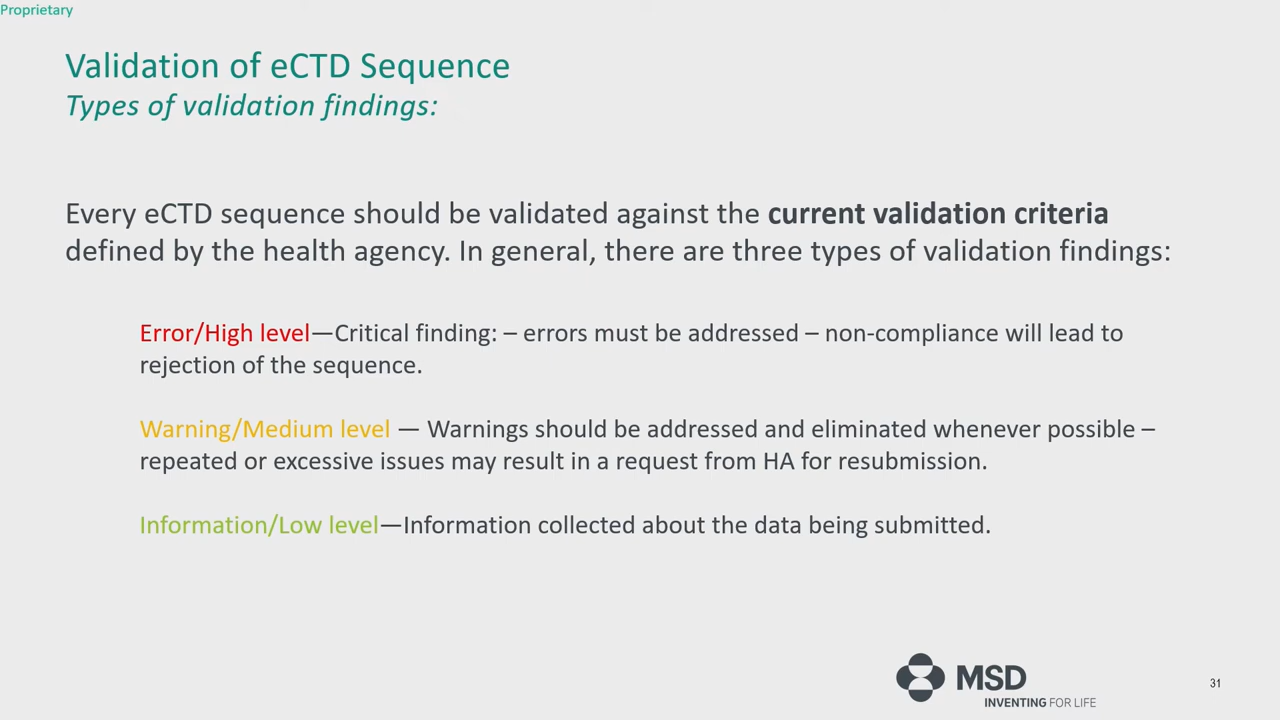 Proprietary
Validation of eCTD Sequence
Types of validation findings:
Every eCTD sequence should be validated against the current validation criteria
defined by the health agency. In general, there are three types of validation findings:
Error/High level—Critical finding: – errors must be addressed – non-compliance will lead to
rejection of the sequence.
Warning/Medium level — Warnings should be addressed and eliminated whenever possible –
repeated or excessive issues may result in a request from HA for resubmission.
Information/Low level—Information collected about the data being submitted.
MSD
INVENTING FOR LIFE
31